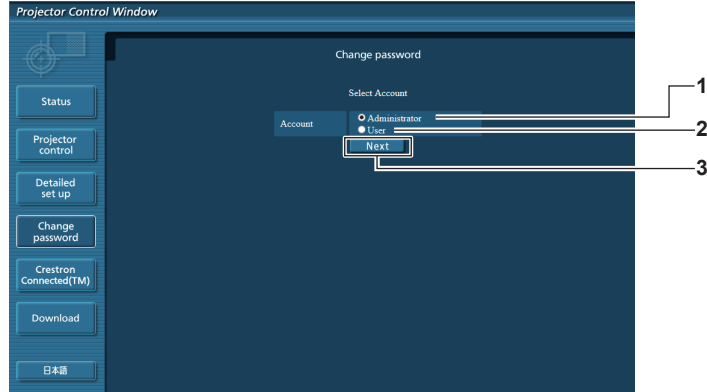 Projector Control Window
Change password
Select Account
Account
Administrator
User
Next
1
2
3
Status
Projector
control
Detailed
set up
Change
password
Crestron
Connected(TM)
Download
日本語